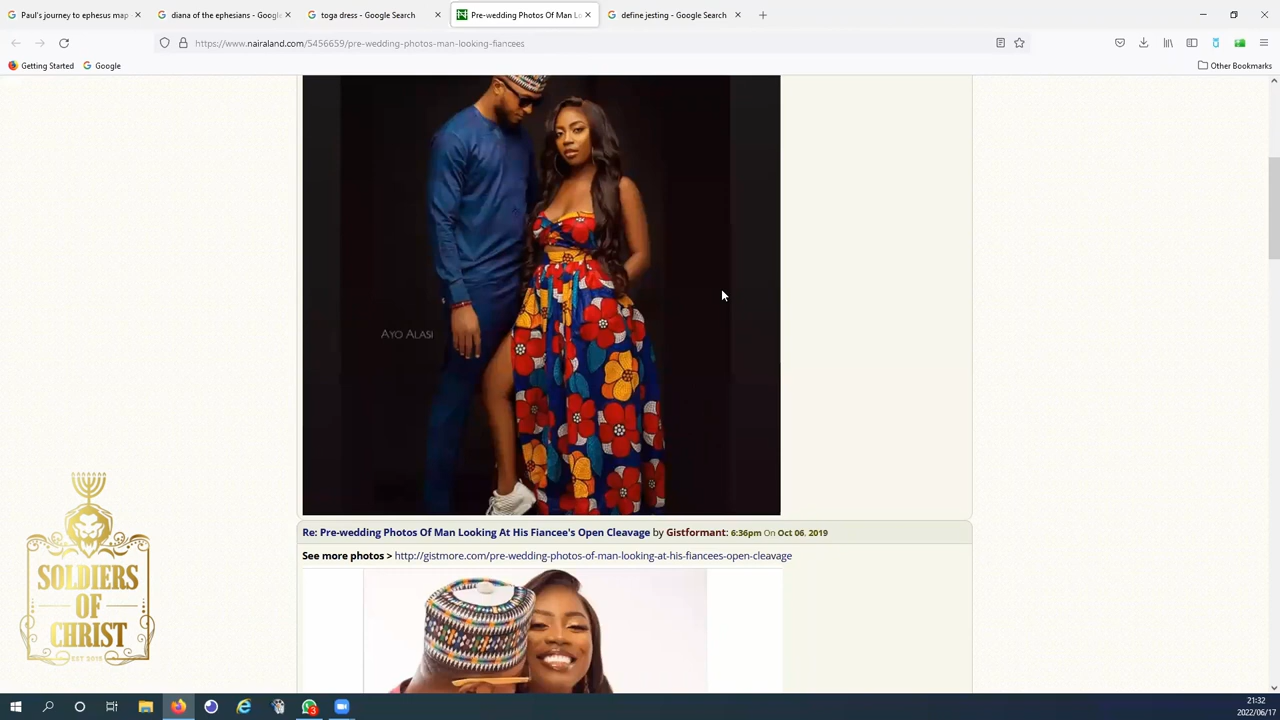 Paul's journey to ephesus map
diana of the ephesians - Google
toga dress - Google Search
Pre-wedding Photos Of Man Lo
define jesting - Google Search
https://www.nairaland.com/5456659/pre-wedding-photos-man-looking-fiancees
Getting Started
Google
Other Bookmarks
AYO ALASI
Re: Pre-wedding Photos Of Man Looking At His Fiancee's Open Cleavage by Gistformant: 6:36pm On Oct 06, 2019
See more photos > http://gistmore.com/pre-wedding-photos-of-man-looking-at-his-fiancees-open-cleavage
SOLDIERS
OF
CHRIST
EST 2015
3
21:32
2022/06/17